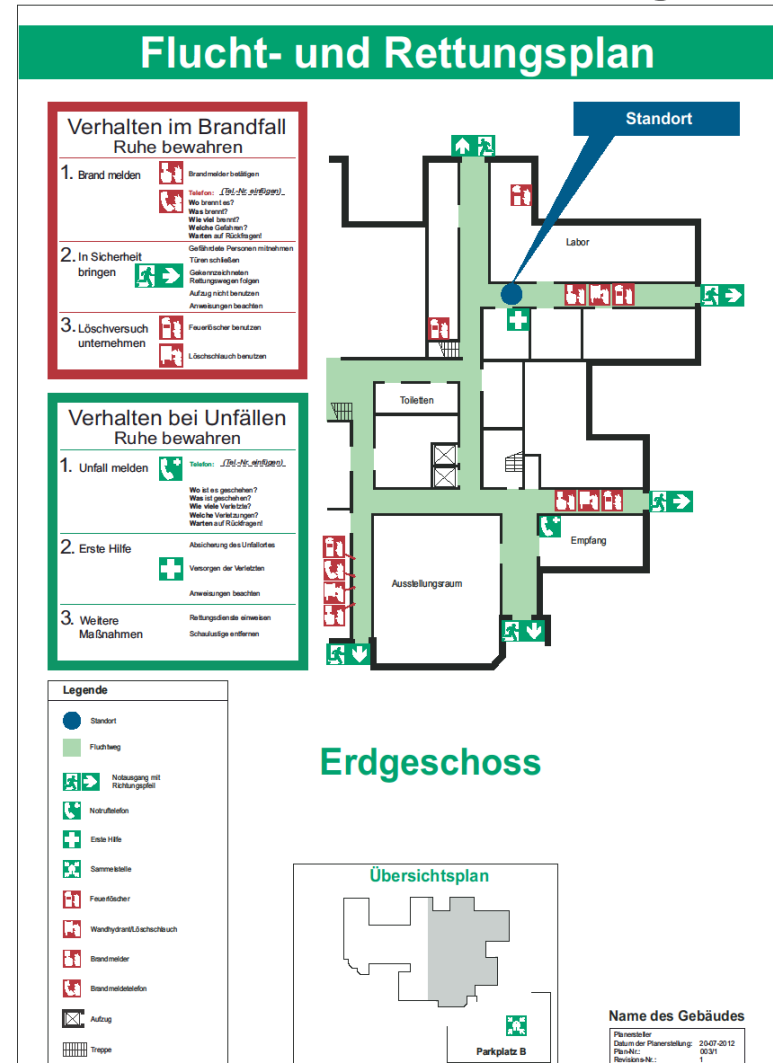 Flucht- und Rettungsplan
Verhalten im Brandfall
Ruhe bewahren
1. Brand melden
Brandmelder betätigen
Telefon: (Tel.-Nr. einfügen)
Wo brennt es?
Was brennt?
Wie viel brennt?
Welche Gefahren?
Warten auf Rückfragen!
2. In Sicherheit
bringen
Gefährdete Personen mitnehmen
Türen schließen
Gekennzeichneten
Rettungswegen folgen
Aufzug nicht benutzen
Anweisungen beachten
3. Löschversuch
unternehmen
Feuerlöscher benutzen
Löschschlauch benutzen
Verhalten bei Unfällen
Ruhe bewahren
1. Unfall melden
Telefon: (Tel.-Nr. einfügen)
Wo ist es geschehen?
Was ist geschehen?
Wie viele Verletzte?
Welche Verletzungen?
Warten auf Rückfragen!
2. Erste Hilfe
Absicherung des Unfallortes
Versorgen der Verletzten
Anweisungen beachten
3. Weitere
Maßnahmen
Rettungsdienste einweisen
Schaulustige entfernen
Standort
Labor
Toiletten
Empfang
Ausstellungsraum
Legende
Standort
Fluchtweg
Notausgang mit
Richtungspfeil
Notruftelefon
Erste Hilfe
Sammelstelle
Feuerlöscher
Wandhydrant/Löschschlauch
Brandmelder
Brandmeldetelefon
Aufzug
Treppe
Erdgeschoss
Übersichtsplan
Parkplatz B
Name des Gebäudes
Planersteller
Datum der Planerstellung: 20-07-2012
Plan-Nr.: 003/1
Revisions-Nr.: 1